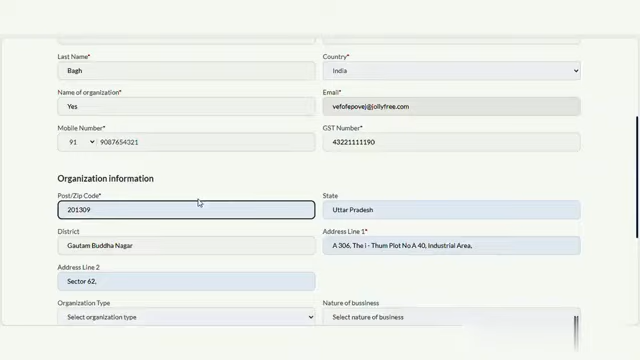 Last Name* Country*
Bagh India
Name of organization* Email*
Yes vefofepovej@jollyfree.com
Mobile Number* GST Number*
91 9087654321 43221111190
Organization information
Post/Zip Code* State
201309 Uttar Pradesh
District Address Line 1*
Gautam Buddha Nagar A 306, The I - Thum Plot No A 40, Industrial Area,
Address Line 2
Sector 62,
Organization Type Nature of bussiness
Select organization type Select nature of business